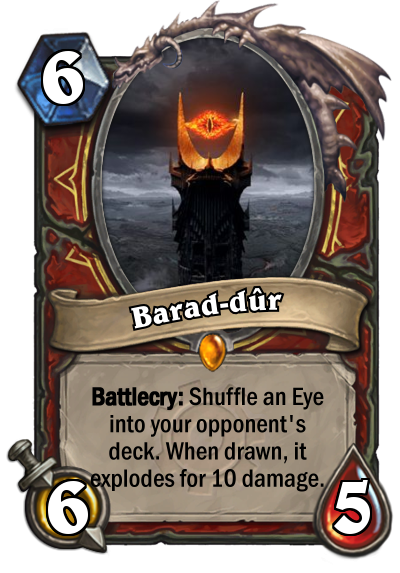 6
Barad-dûr
Battlecry: Shuffle an Eye
into your opponent's
deck. When drawn, it
explodes for 10 damage.
6
5